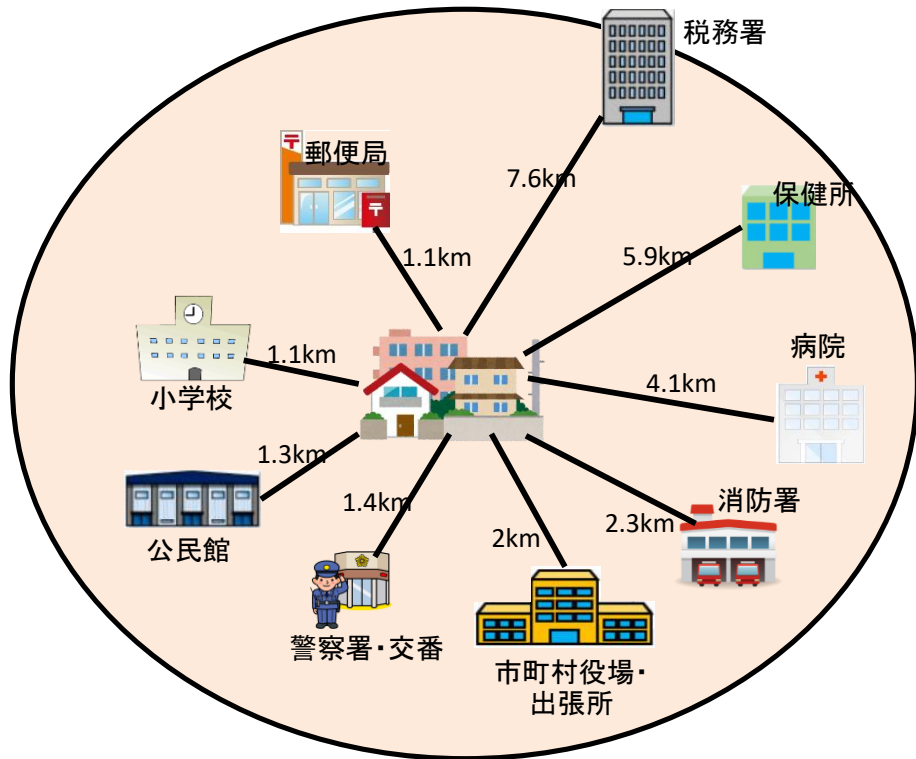 税務署
郵便局
7.6km
保健所
1.1km
5.9km
1.1km
病院
4.1km
小学校
1.3km
1.4km
消防署
2.3km
2km
公民館
警察署・交番
市町村役場・
出張所